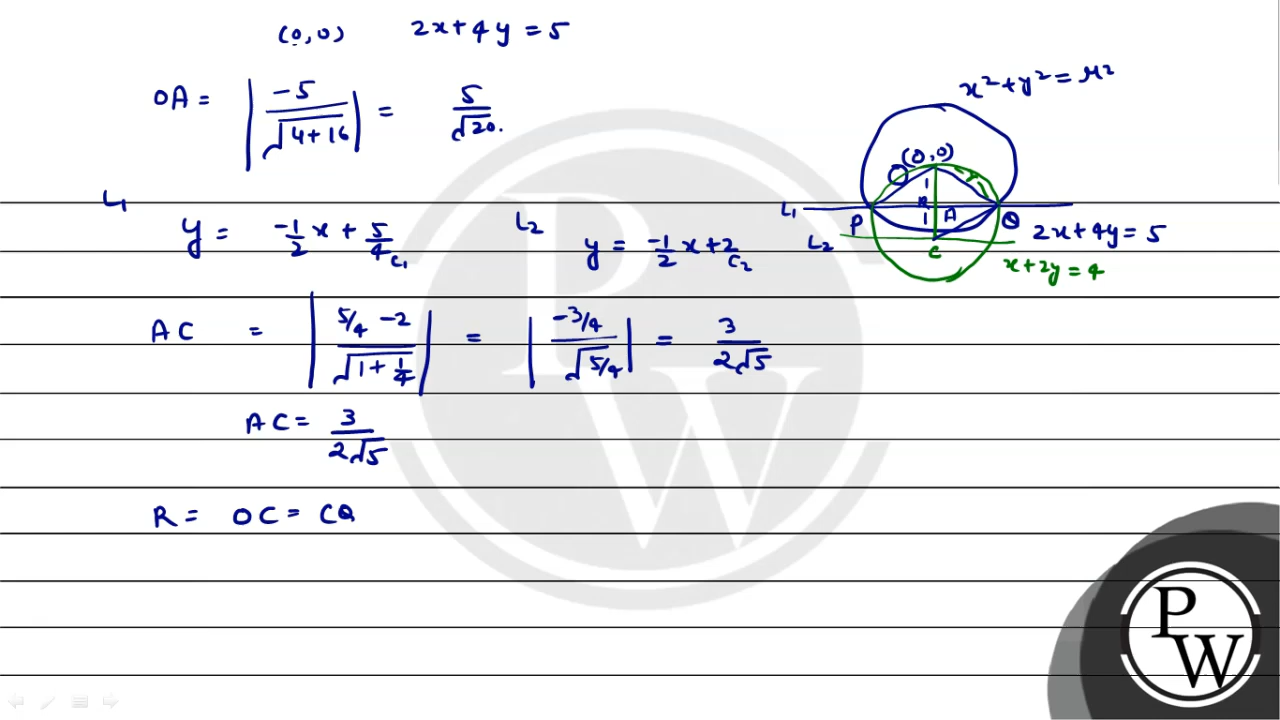 (0,0) 2x+4y=5
x²+y²=r²
OA = |-5/√(4+16)| = 5/√20.
(0,0)
r
R
L₁
P A Q 2x+4y=5
L₂
C x+2y=4
L₁ y = -1/2 x + 5/4 C₁ L₂ y = -1/2 x+2 C₂
AC = |(5/4 -2)/√(1+1/4)| = |(-3/4)/√(5/4)| = 3/(2√5)
AC = 3/(2√5)
R = OC = CQ
P
W
PW